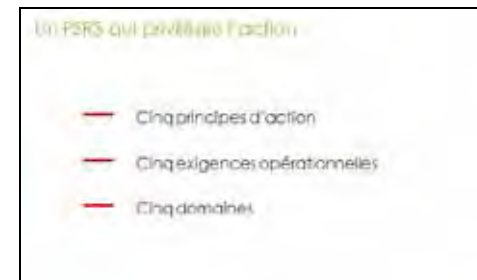 Un PSRS qui privilégie l'action
Cinq principes d'action
Cinq exigences opérationnelles
Cinq domaines